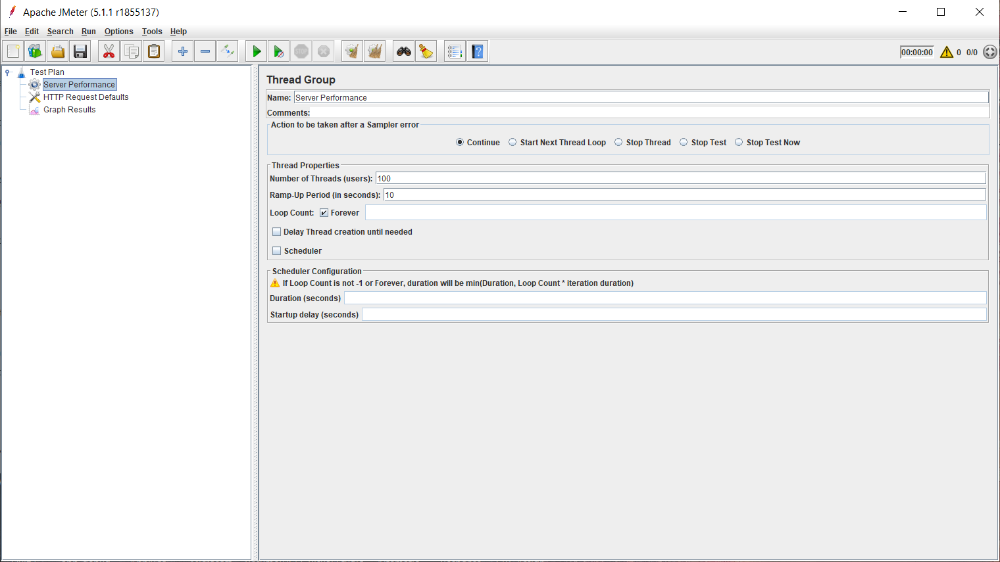 Apache JMeter (5.1.1 r1855137)
File Edit Search Run Options Tools Help
STOP
00:00:00 0 0/0
Test Plan
Server Performance
HTTP Request Defaults
Graph Results
Thread Group
Name: Server Performance
Comments:
Action to be taken after a Sampler error
Continue Start Next Thread Loop Stop Thread Stop Test Stop Test Now
Thread Properties
Number of Threads (users): 100
Ramp-Up Period (in seconds): 10
Loop Count: Forever
Delay Thread creation until needed
Scheduler
Scheduler Configuration
If Loop Count is not -1 or Forever, duration will be min(Duration, Loop Count * iteration duration)
Duration (seconds)
Startup delay (seconds)